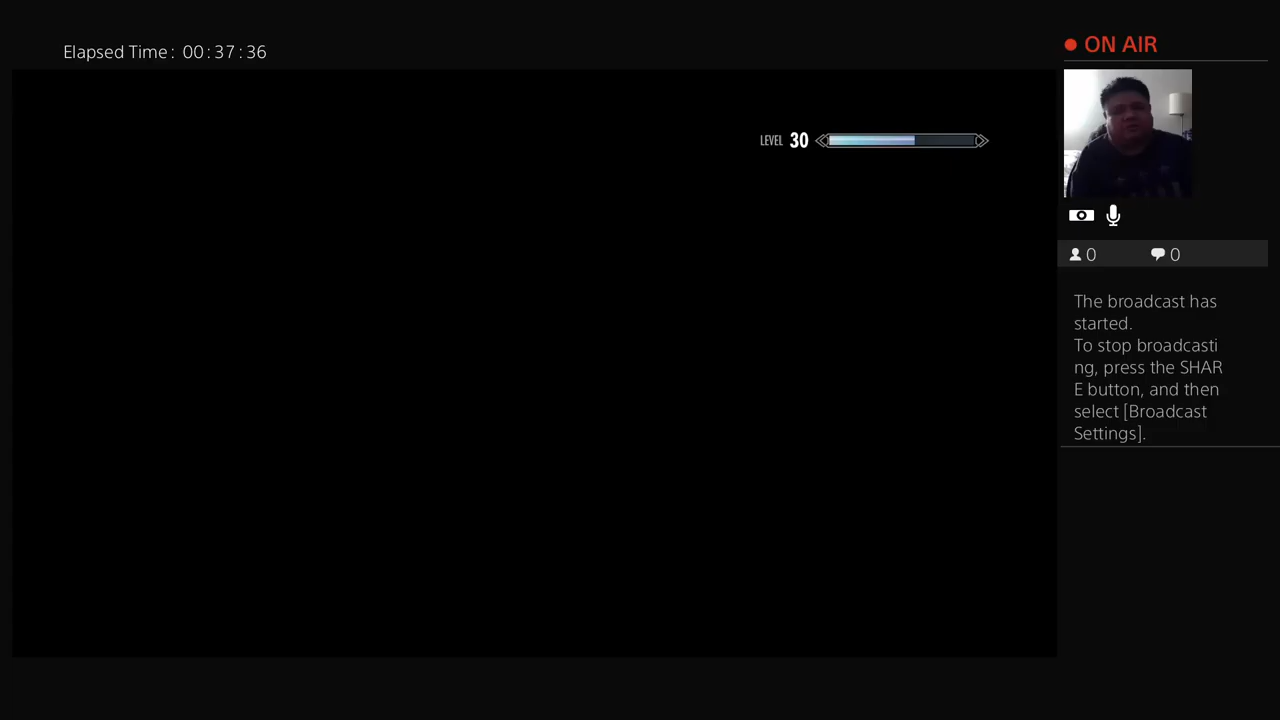 Elapsed Time: 00:37:36
ON AIR
LEVEL 30
0 0
The broadcast has
started.
To stop broadcasti
ng, press the SHAR
E button, and then
select [Broadcast
Settings].